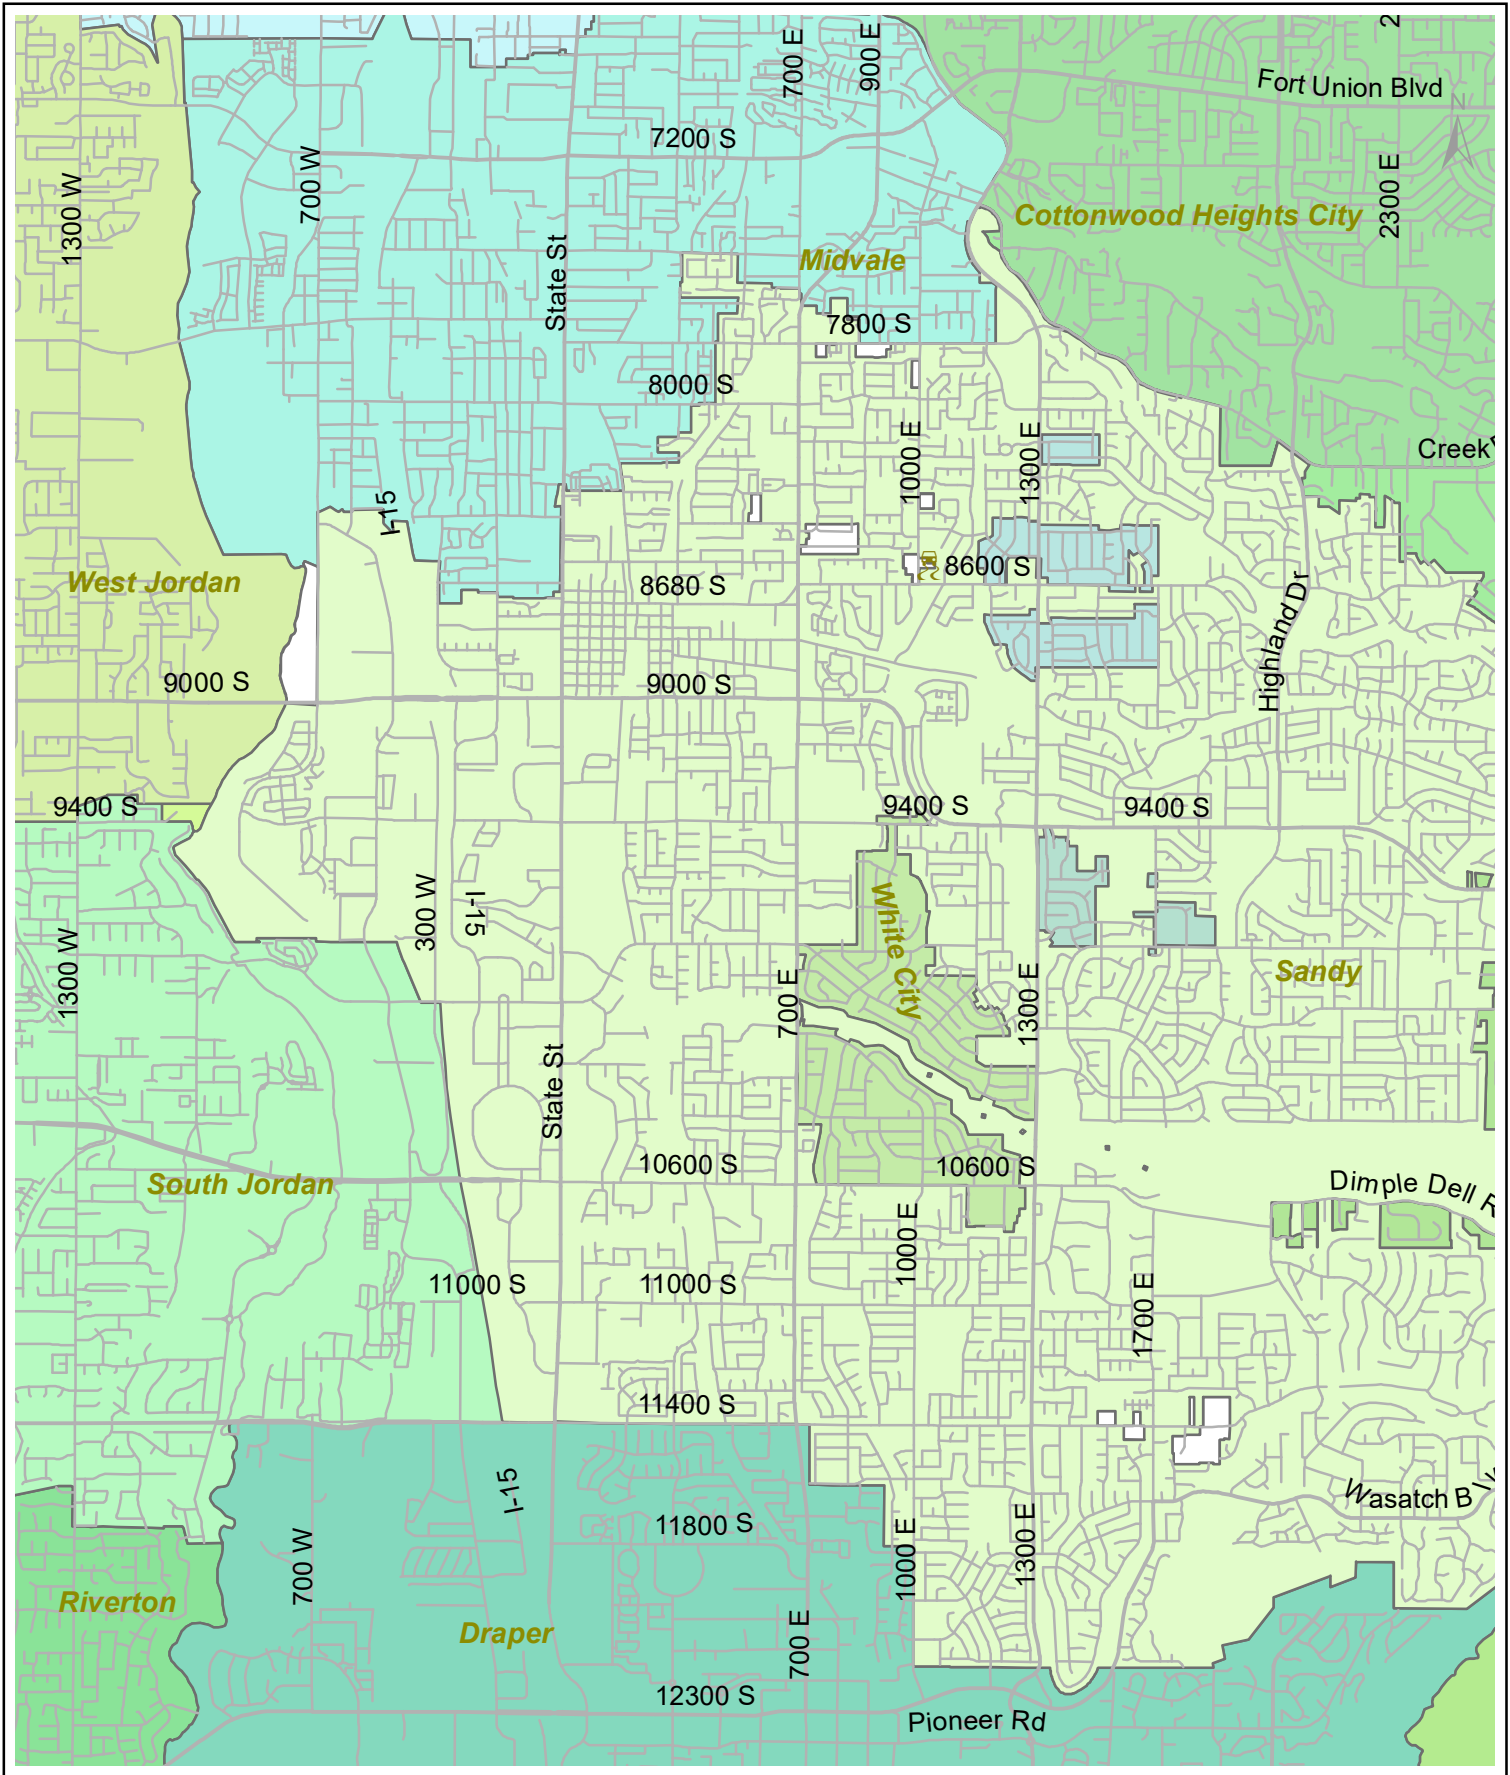 2
700 E
900 E
Fort Union Blvd
N
7200 S
700 W
1300 W
2300 E
Cottonwood Heights City
Midvale
State St
7800 S
8000 S
1000 E
1300 E
Creek
I-15
8600 S
West Jordan
8680 S
Highland Dr
9000 S
9000 S
9400 S
9400 S
9400 S
300 W
I-15
White City
1300 W
Sandy
700 E
1300 E
State St
10600 S
10600 S
South Jordan
Dimple Dell R
1000 E
11000 S
11000 S
1700 E
11400 S
I-15
Wasatch B
11800 S
700 W
1000 E
1300 E
Riverton
Draper
700 E
12300 S
Pioneer Rd